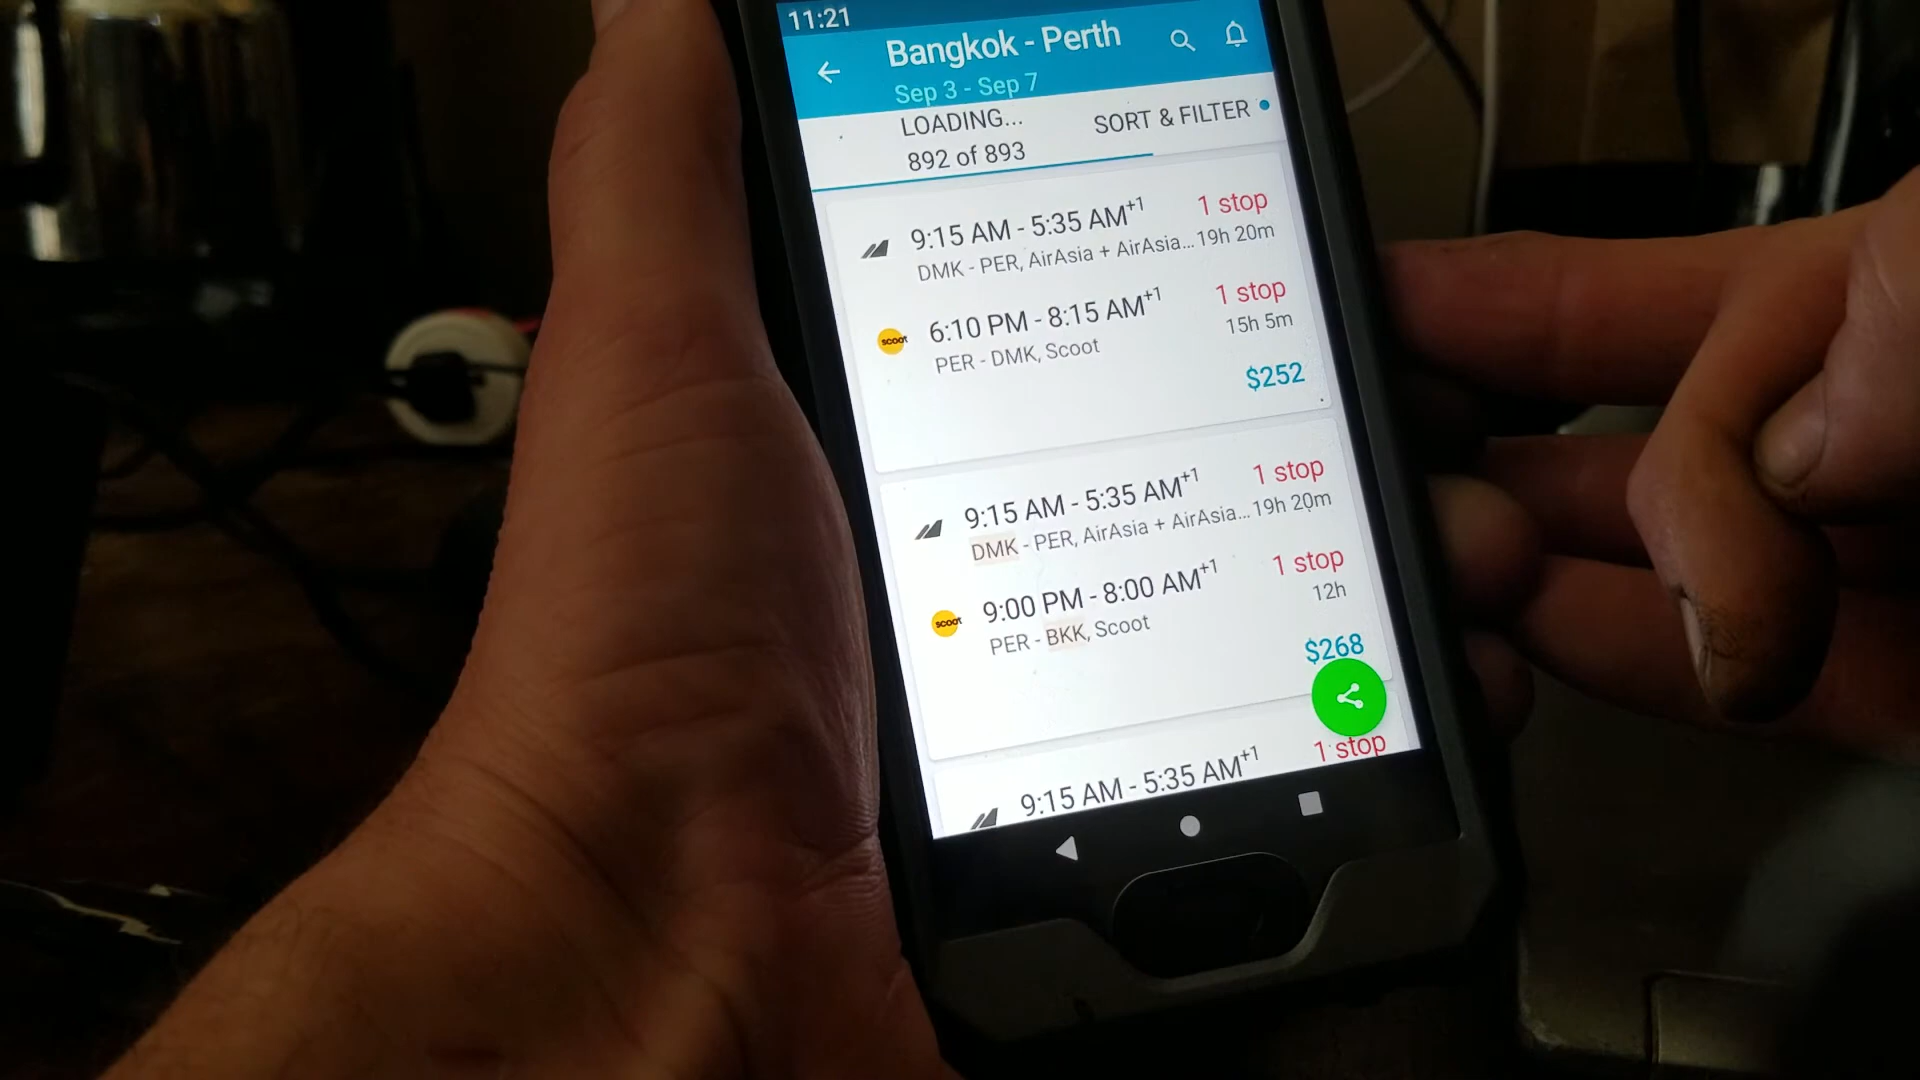 11:21
Bangkok - Perth
Sep 3 - Sep 7
LOADING...
892 of 893
SORT & FILTER
9:15 AM - 5:35 AM+1
1 stop
DMK - PER, AirAsia + AirAsia...
19h 20m
scoot
6:10 PM - 8:15 AM+1
1 stop
PER - DMK, Scoot
15h 5m
$252
9:15 AM - 5:35 AM+1
1 stop
DMK - PER, AirAsia + AirAsia...
19h 20m
scoot
9:00 PM - 8:00 AM+1
1 stop
PER - BKK, Scoot
12h
$268
9:15 AM - 5:35 AM+1
1 stop